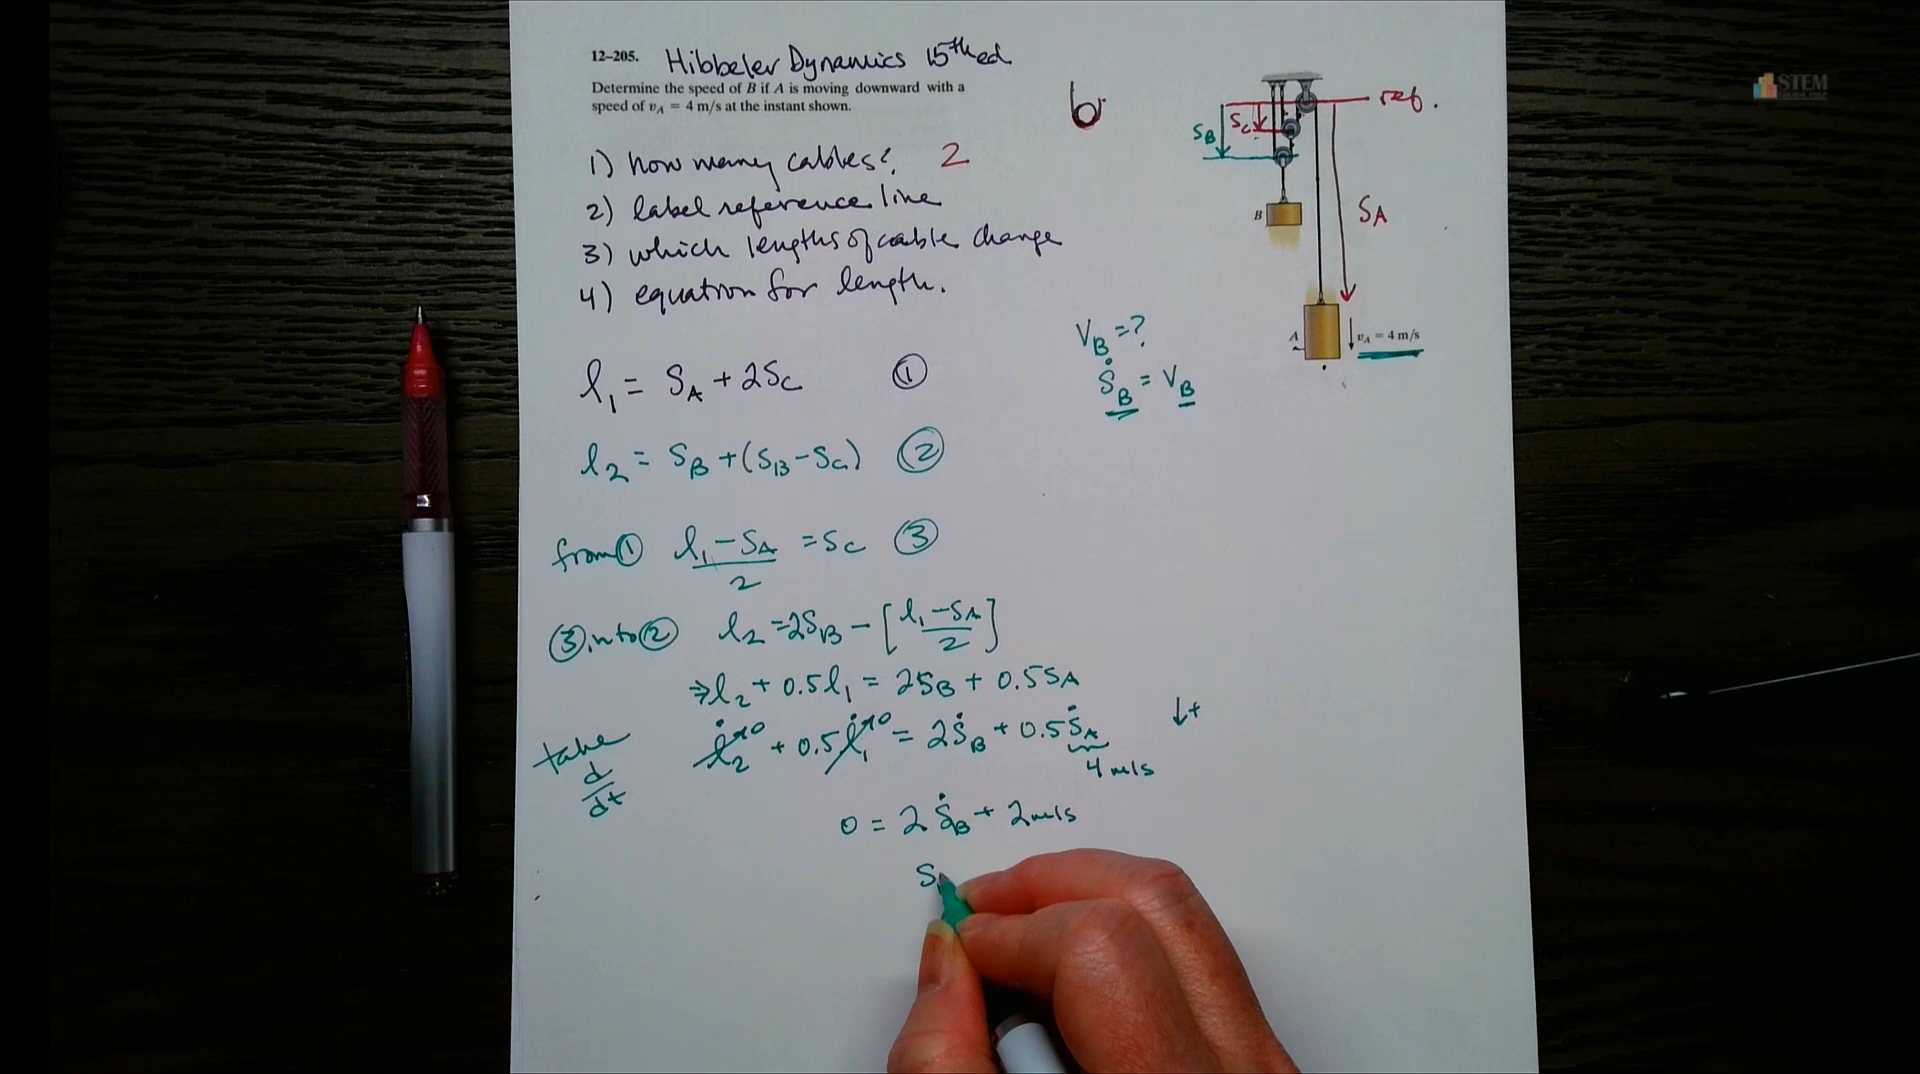 12–205. Hibbeler Dynamics 15th ed
Determine the speed of B if A is moving downward with a
speed of vA = 4 m/s at the instant shown.
1) how many cables? 2
2) label reference line
3) which lengths of cable change
4) equation for length.
l1 = SA + 2SC ①
l2 = SB + (SB - SC) ②
from ① (l1 - SA)/2 = SC ③
③ into ② l2 = 2SB - [(l1 - SA)/2]
⇒ l2 + 0.5l1 = 2SB + 0.5SA
take d/dt l̇2→0 + 0.5l̇1→0 = 2ṠB + 0.5ṠA ↓+
4 m/s
0 = 2ṠB + 2m/s
S
ref.
SB
SC
SA
B
A
vA = 4 m/s
VB = ?
ṠB = VB
STEM